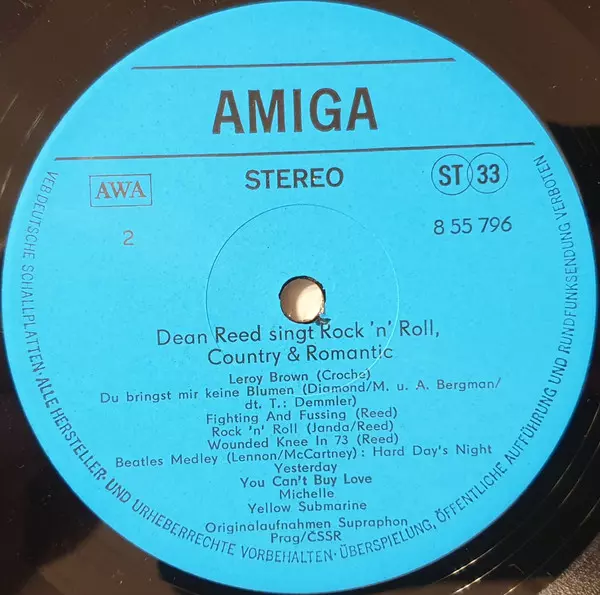 AMIGA
AWA
STEREO
ST 33
2
8 55 796
Dean Reed singt Rock 'n' Roll,
Country & Romantic
Leroy Brown (Croche)
Du bringst mir keine Blumen (Diamond/M. u. A. Bergman/
dt. T.: Demmler)
Fighting And Fussing (Reed)
Rock 'n' Roll (Janda/Reed)
Wounded Knee In 73 (Reed)
Beatles Medley (Lennon/McCartney): Hard Day's Night
Yesterday
You Can't Buy Love
Michelle
Yellow Submarine
Originalaufnahmen Supraphon
Prag/ČSSR
VEB DEUTSCHE SCHALLPLATTEN · ALLE HERSTELLER- UND URHEBERRECHTE VORBEHALTEN · ÜBERSPIELUNG, ÖFFENTLICHE AUFFÜHRUNG UND RUNDFUNKSENDUNG VERBOTEN